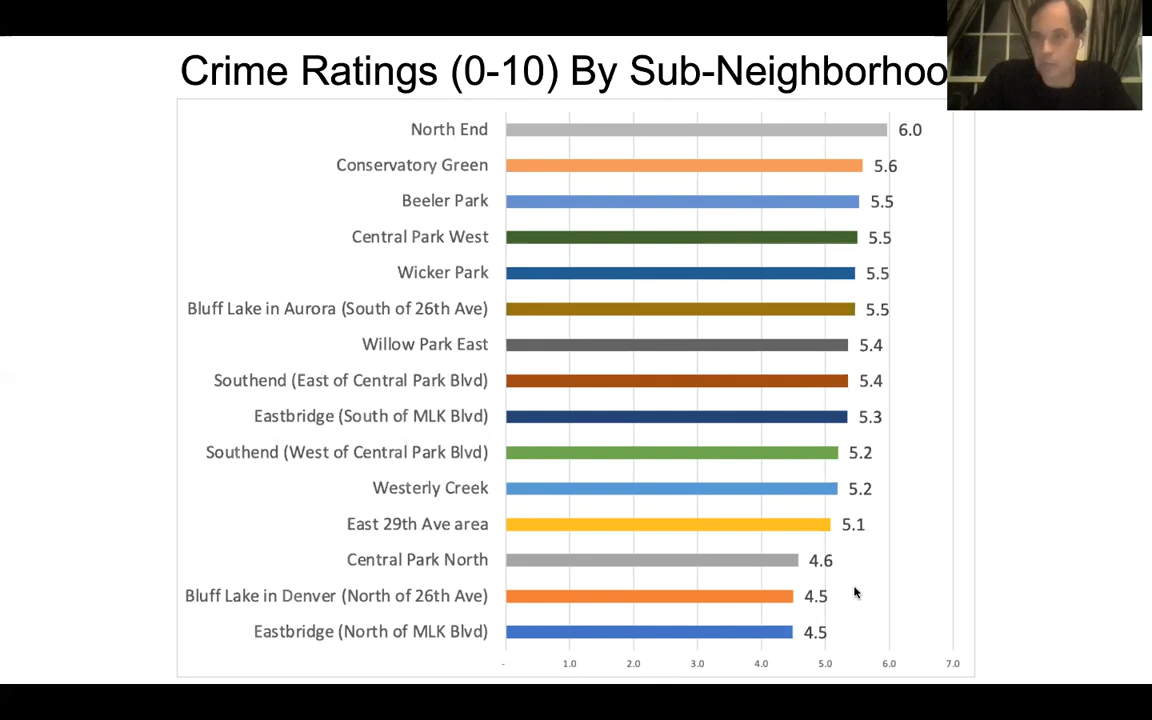 Crime Ratings (0-10) By Sub-Neighborhoo
North End 6.0
Conservatory Green 5.6
Beeler Park 5.5
Central Park West 5.5
Wicker Park 5.5
Bluff Lake in Aurora (South of 26th Ave) 5.5
Willow Park East 5.4
Southend (East of Central Park Blvd) 5.4
Eastbridge (South of MLK Blvd) 5.3
Southend (West of Central Park Blvd) 5.2
Westerly Creek 5.2
East 29th Ave area 5.1
Central Park North 4.6
Bluff Lake in Denver (North of 26th Ave) 4.5
Eastbridge (North of MLK Blvd) 4.5
- 1.0 2.0 3.0 4.0 5.0 6.0 7.0